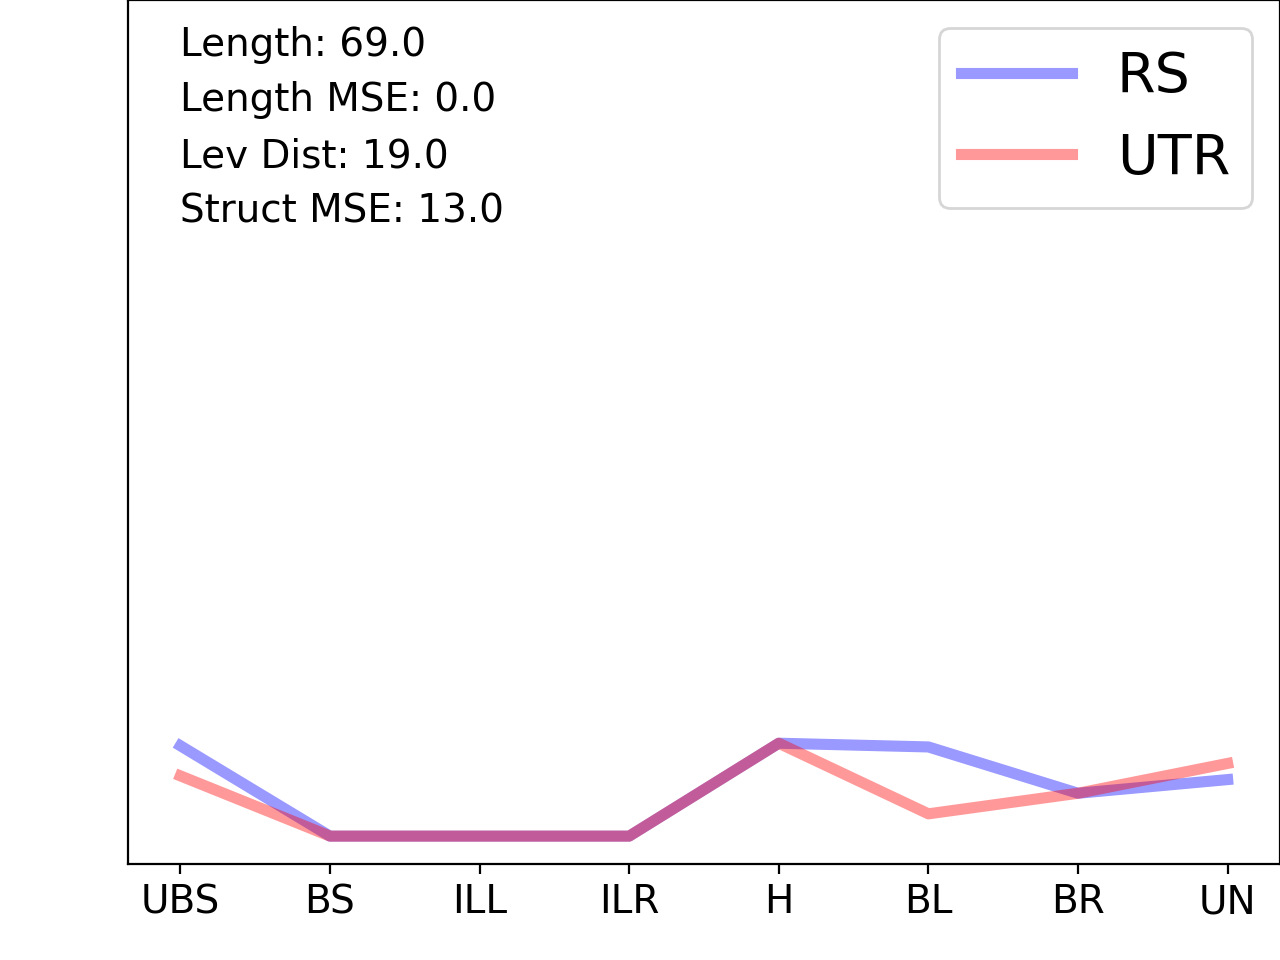 Length: 69.0
Length MSE: 0.0
Lev Dist: 19.0
Struct MSE: 13.0
RS
UTR
UBS BS ILL ILR H BL BR UN